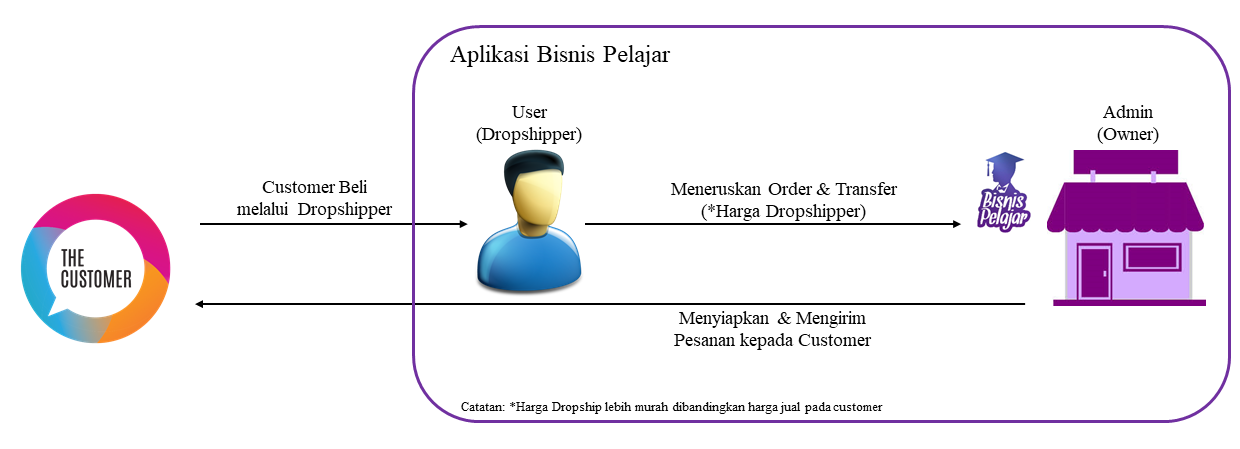 Aplikasi Bisnis Pelajar
User
(Dropshipper)
Admin
(Owner)
Customer Beli
melalui Dropshipper
Meneruskan Order & Transfer
(*Harga Dropshipper)
Bisnis
Pelajar
THE
CUSTOMER
Menyiapkan & Mengirim
Pesanan kepada Customer
Catatan: *Harga Dropship lebih murah dibandingkan harga jual pada customer